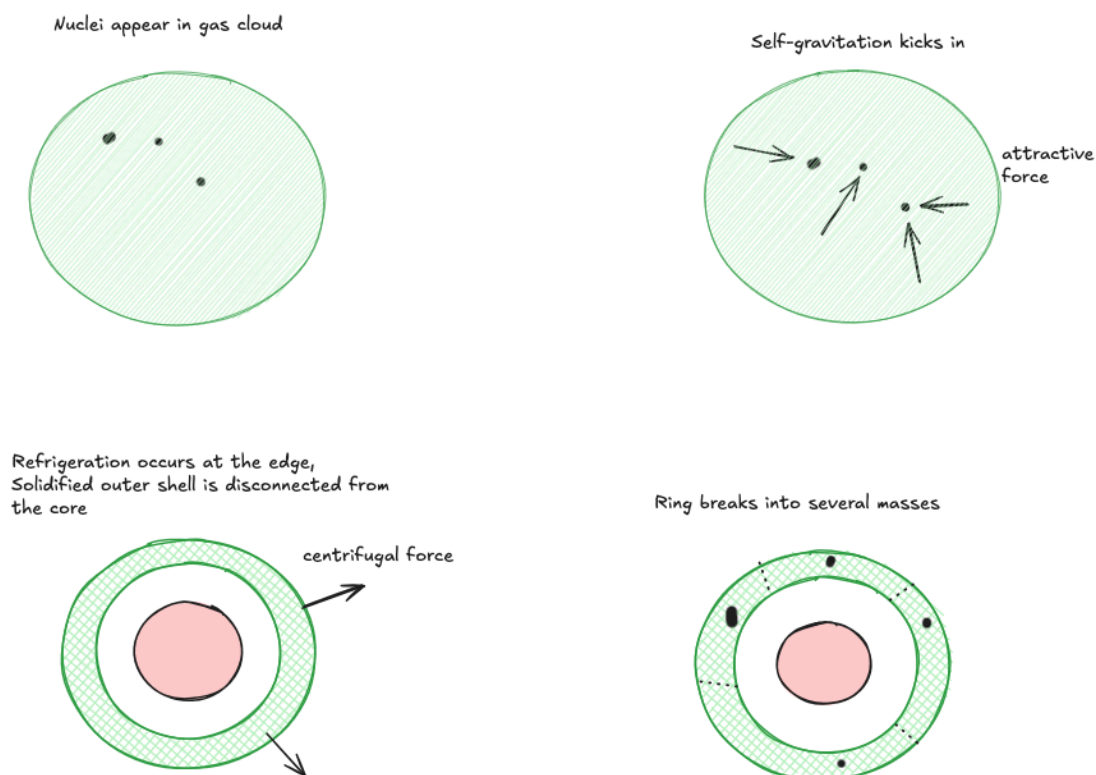 Nuclei appear in gas cloud
Self-gravitation kicks in
attractive
force
Refrigeration occurs at the edge,
Solidified outer shell is disconnected from
the core
centrifugal force
Ring breaks into several masses